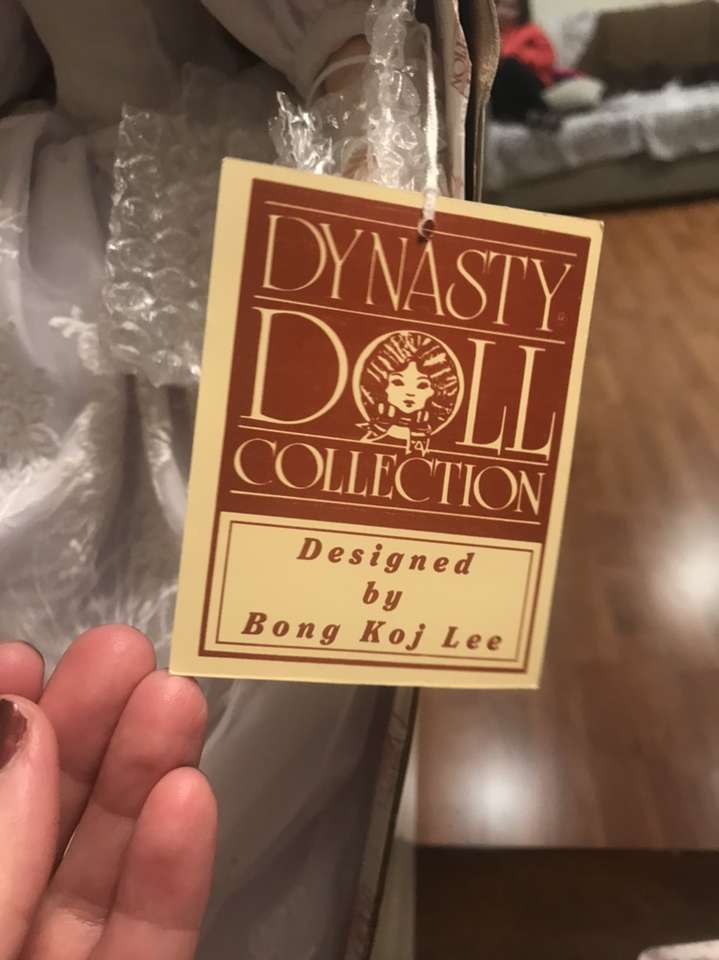 DYNASTY
DOLL
COLLECTION
Designed
by
Bong Koj Lee